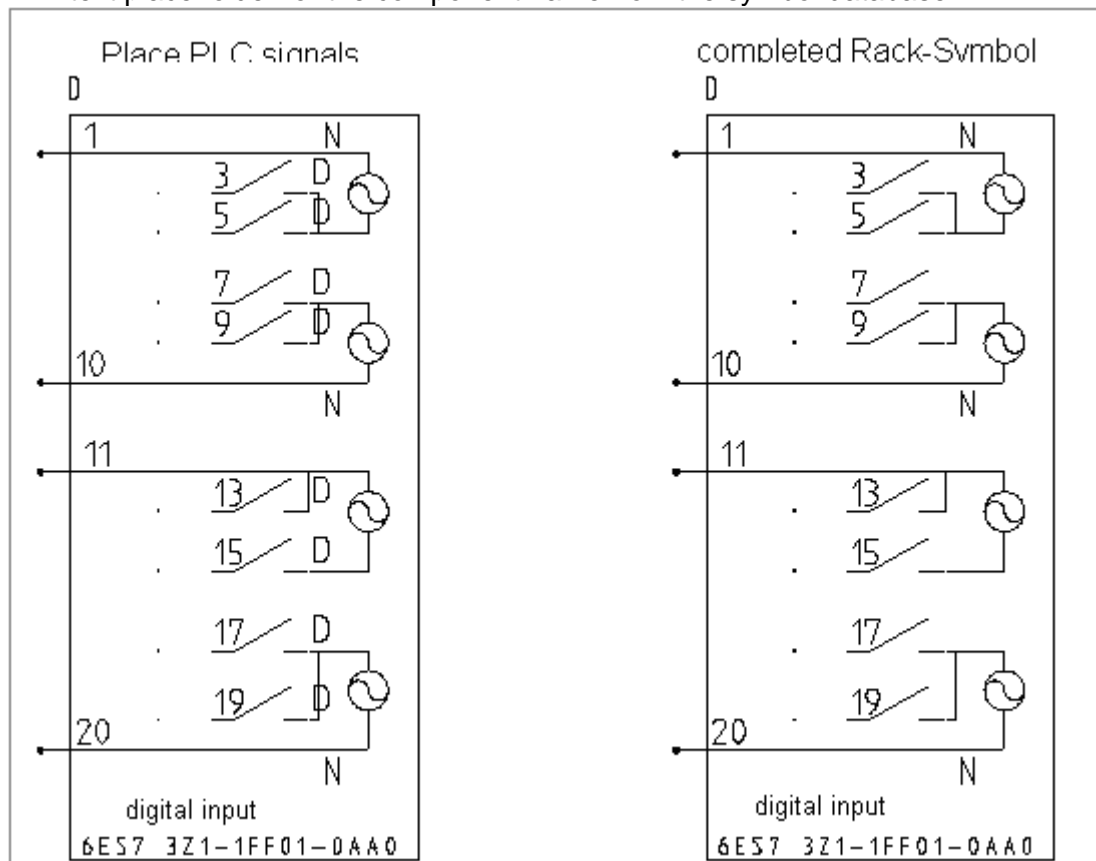 Place PLC signals
D
1 N
3 D
5 D
7 D
9 D
10
N
11
13 D
15 D
17 D
19 D
20
N
digital input
6ES7 321-1FF01-0AA0
completed Rack-Symbol
D
1 N
3
5
7
9
10
N
11
13
15
17
19
20
N
digital input
6ES7 321-1FF01-0AA0